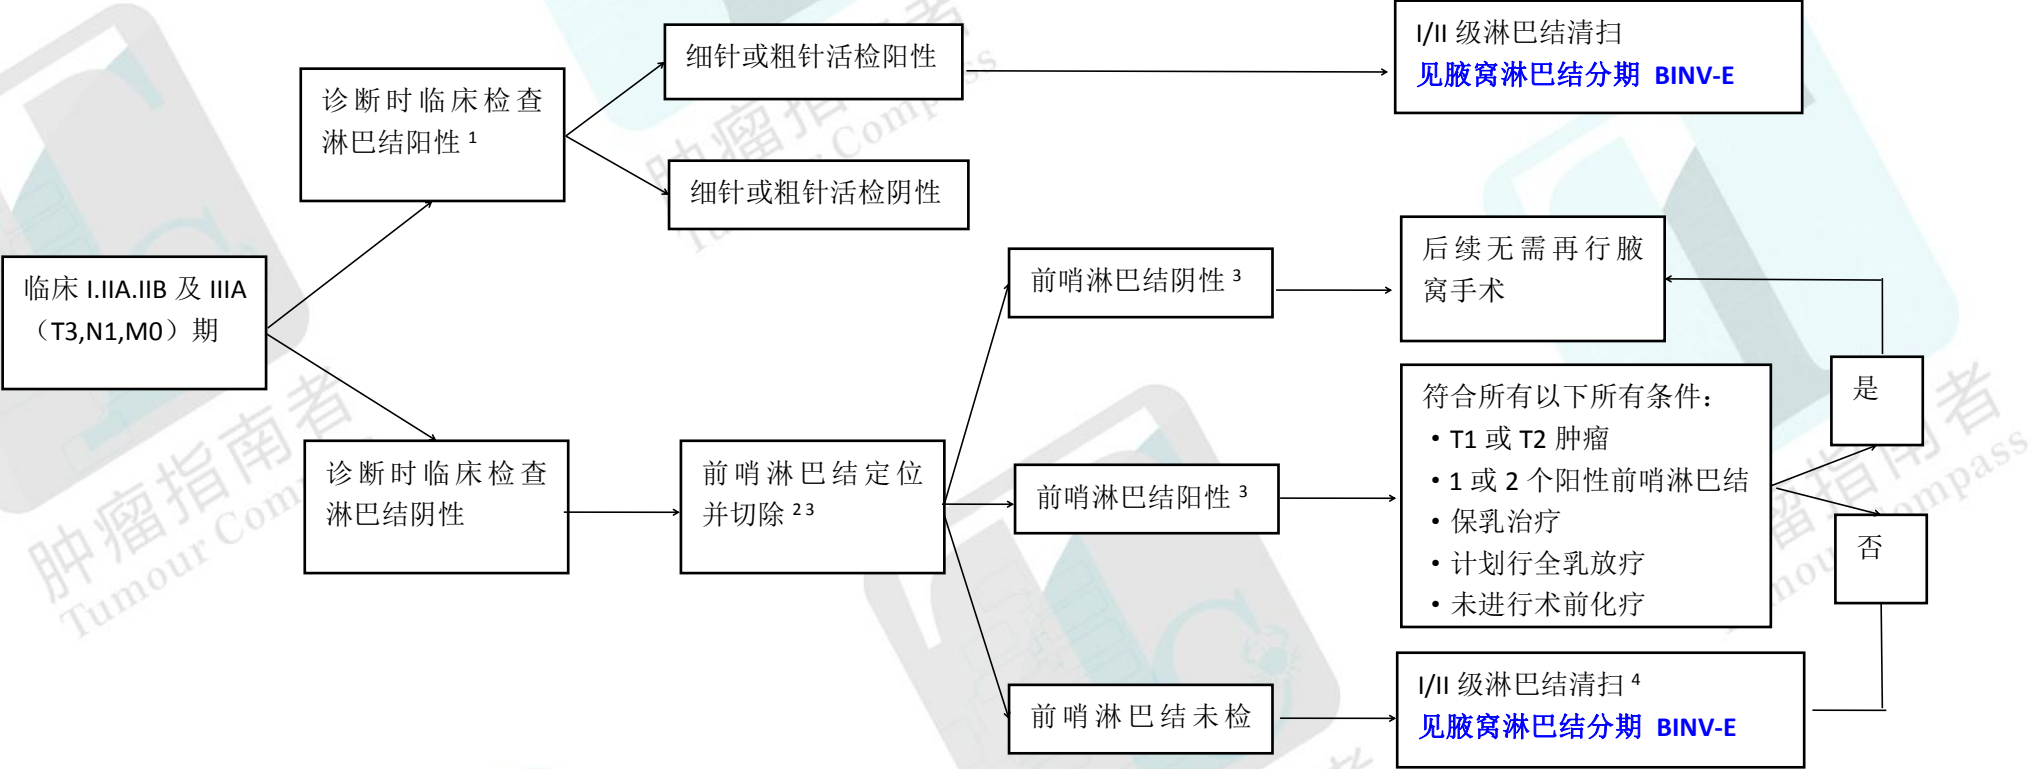 细针或粗针活检阳性
I/II 级淋巴结清扫
见腋窝淋巴结分期 BINV-E
诊断时临床检查
淋巴结阳性 1
细针或粗针活检阴性
临床 I.IIA.IIB 及 IIIA
（T3,N1,M0）期
前哨淋巴结阴性 3
后续无需再行腋
窝手术
是
诊断时临床检查
淋巴结阴性
前哨淋巴结定位
并切除 2 3
前哨淋巴结阳性 3
符合所有以下所有条件：
• T1 或 T2 肿瘤
• 1 或 2 个阳性前哨淋巴结
• 保乳治疗
• 计划行全乳放疗
• 未进行术前化疗
否
前哨淋巴结未检
I/II 级淋巴结清扫 4
见腋窝淋巴结分期 BINV-E
肿瘤指南者
Tumour Compass